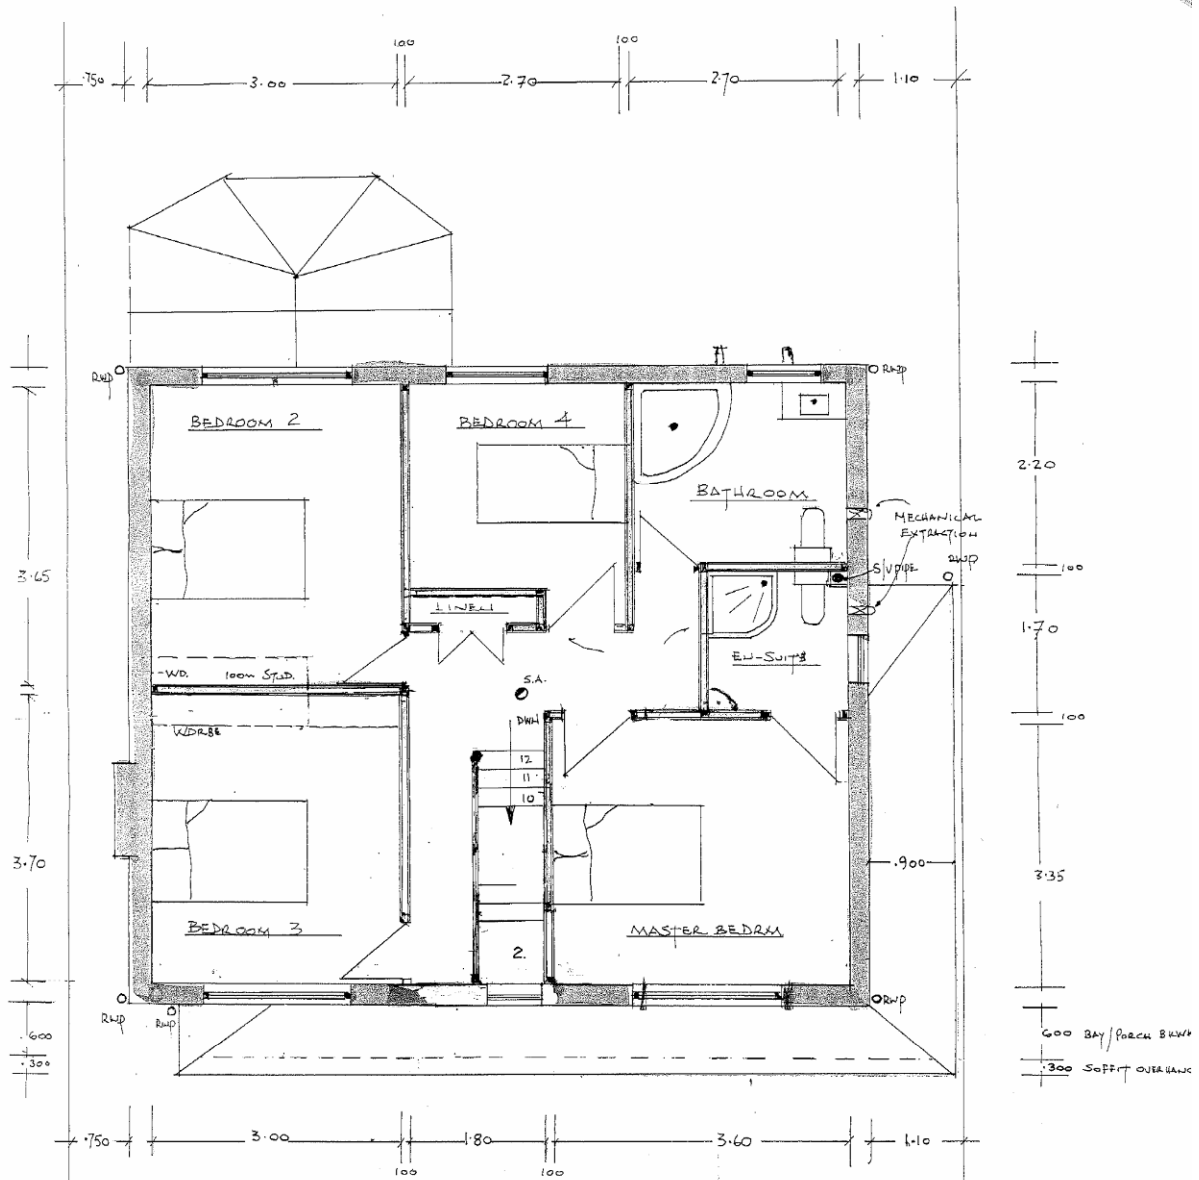 100
100
.750
3.00
2.70
2.70
1.10
RWP
RWP
BEDROOM 2
BEDROOM 4
BATHROOM
2.20
MECHANICAL
EXTRACTION
RWP
S/VPIPE
100
3.65
LINEN
1.70
EN-SUITE
WD.
100m STUD.
S.A.
DWN
100
WDRBE
12
11
10
3.70
.900
3.35
BEDROOM 3
MASTER BEDRM
2.
RWP
RWP
RWP
.600
600 BAY/PORCH
.300
.300 SOFFIT OVERHANG
.750
3.00
1.80
3.60
1.10
100
100